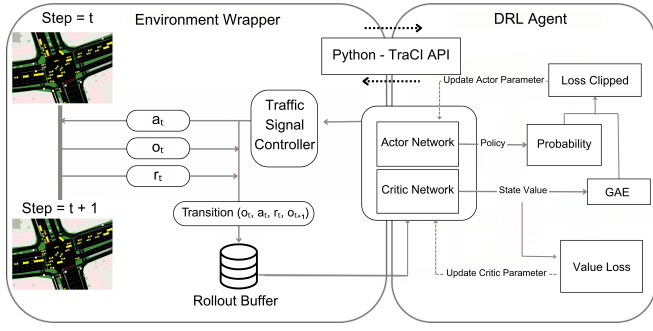 Environment Wrapper
DRL Agent
Step = t
Python - TraCI API
Update Actor Parameter
Loss Clipped
Traffic
Signal
Controller
aₜ
oₜ
rₜ
Actor Network
Policy
Probability
Critic Network
State Value
GAE
Step = t + 1
Transition (oₜ, aₜ, rₜ, oₜ₊₁)
Rollout Buffer
Update Critic Parameter
Value Loss